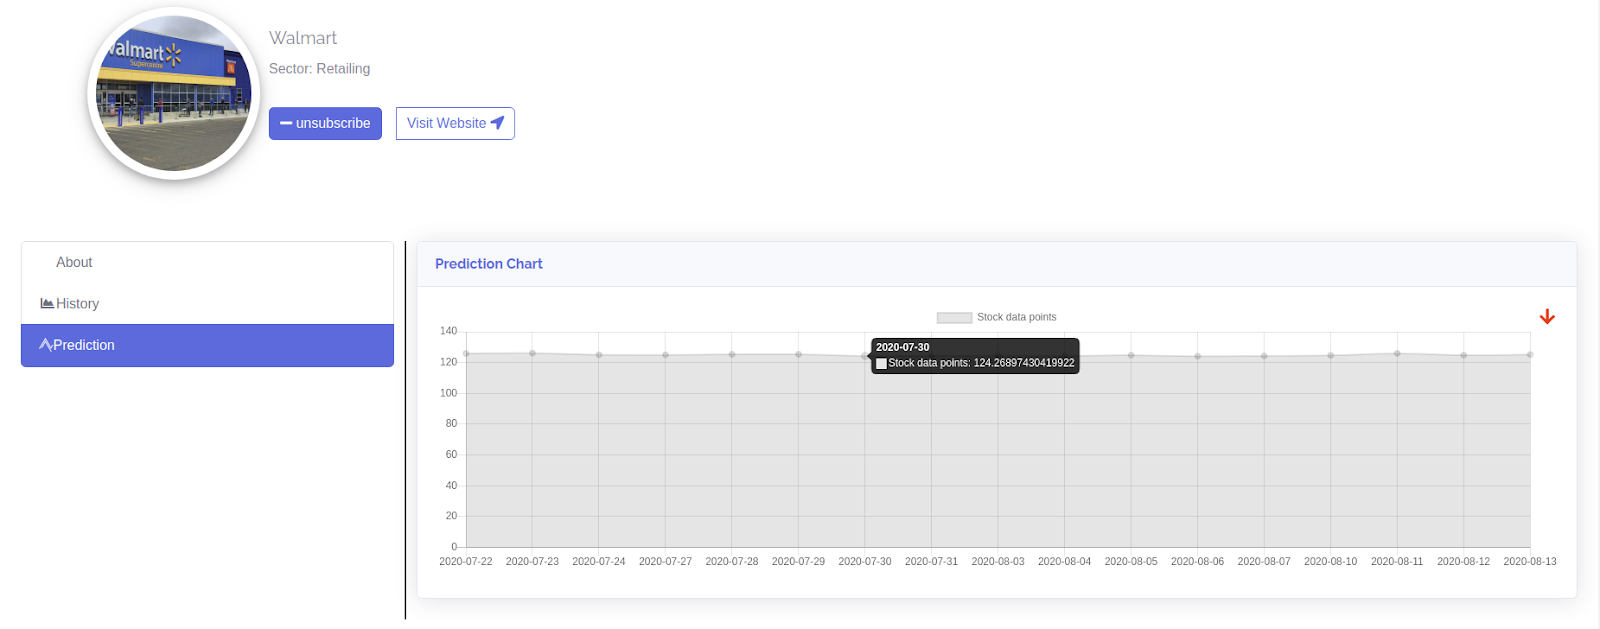 Walmart
Supercentre
Walmart
Sector: Retailing
unsubscribe
Visit Website
About
History
Prediction
Prediction Chart
Stock data points
140
120
100
80
60
40
20
0
2020-07-30
Stock data points: 124.26897430419922
2020-07-22 2020-07-23 2020-07-24 2020-07-27 2020-07-28 2020-07-29 2020-07-30 2020-07-31 2020-08-03 2020-08-04 2020-08-05 2020-08-06 2020-08-07 2020-08-10 2020-08-11 2020-08-12 2020-08-13